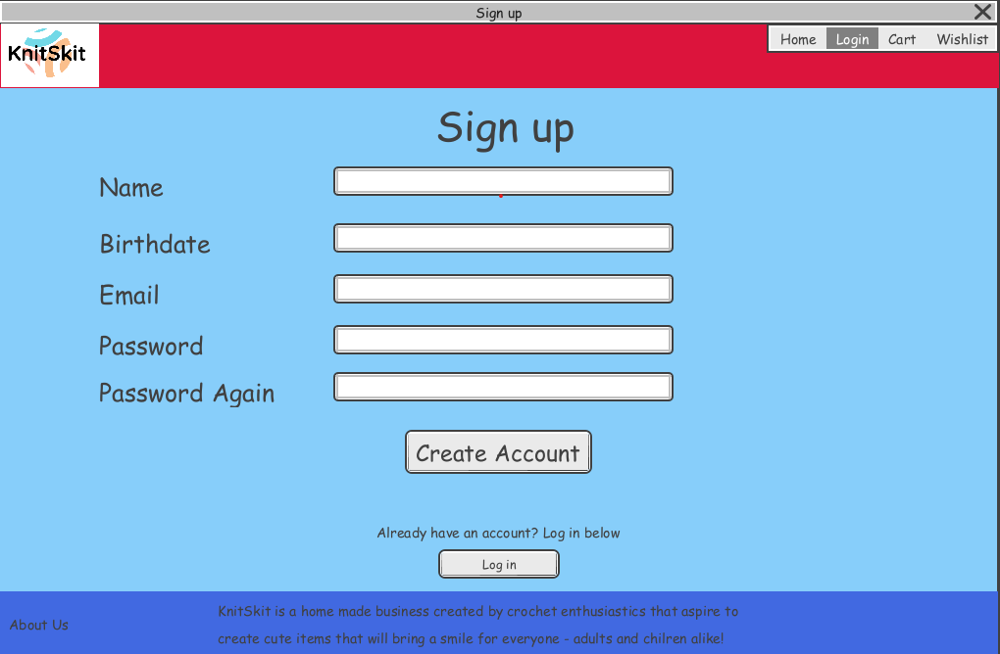 Sign up
KnitSkit
Home Login Cart Wishlist
Sign up
Name
Birthdate
Email
Password
Password Again
Create Account
Already have an account? Log in below
Log in
About Us
KnitSkit is a home made business created by crochet enthusiastics that aspire to
create cute items that will bring a smile for everyone - adults and chilren alike!